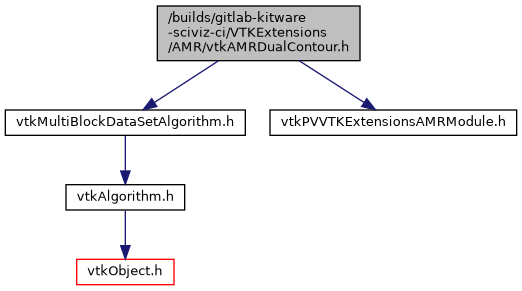 /builds/gitlab-kitware
-sciviz-ci/VTKExtensions
/AMR/vtkAMRDualContour.h
vtkMultiBlockDataSetAlgorithm.h
vtkPVVTKExtensionsAMRModule.h
vtkAlgorithm.h
vtkObject.h